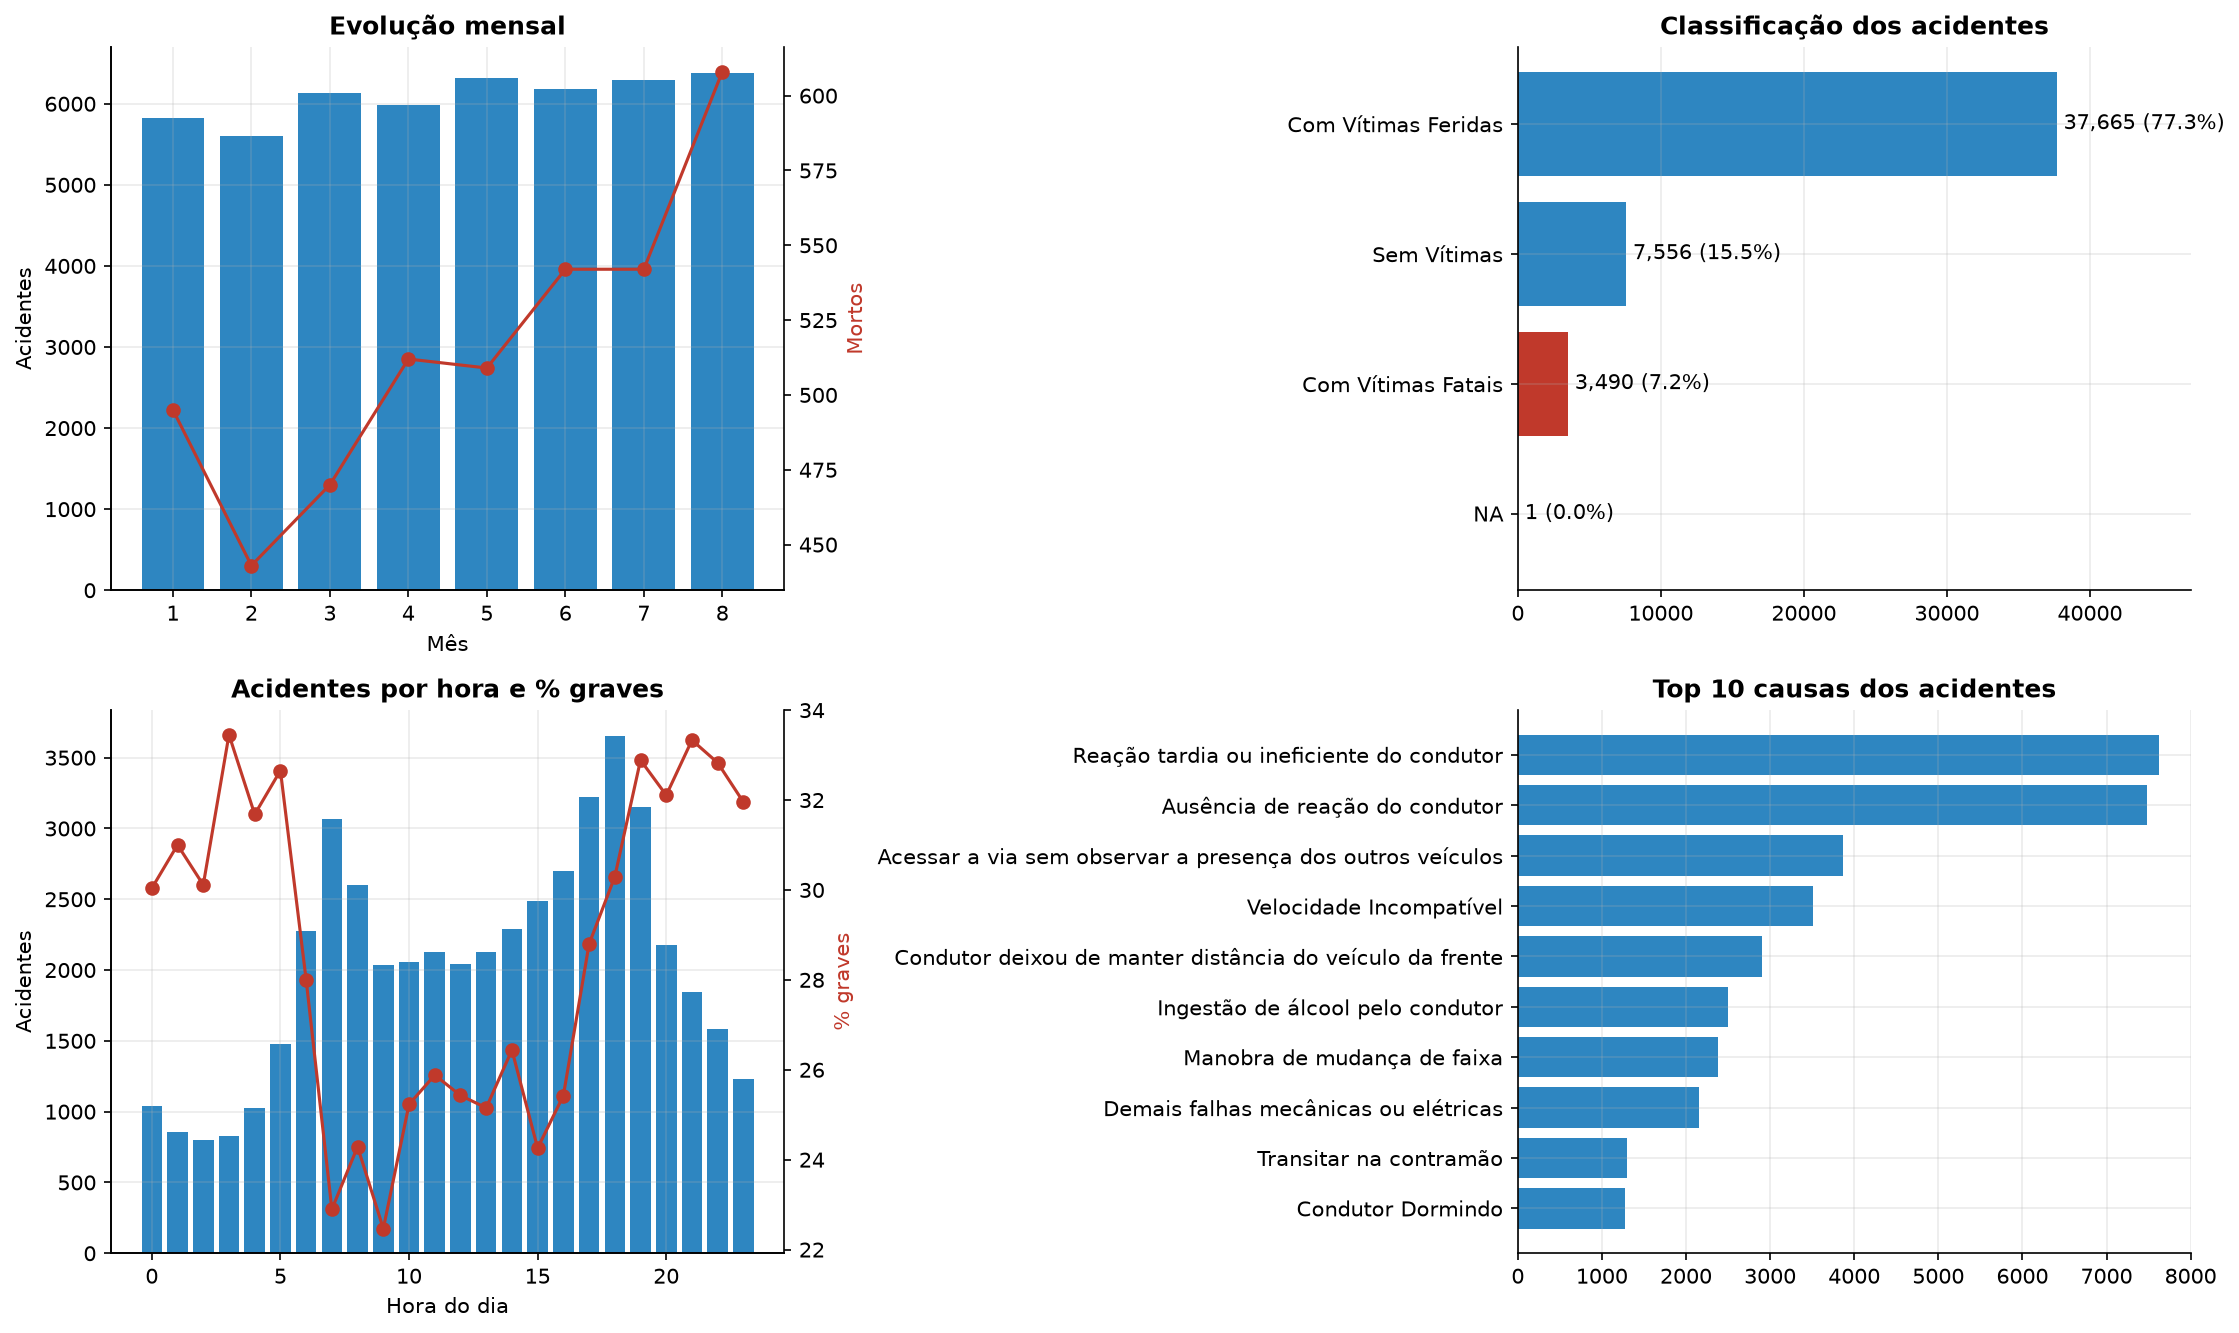 Evolução mensal
Acidentes
6000
5000
4000
3000
2000
1000
0
1 2 3 4 5 6 7 8
Mês
600
575
550
525
500
475
450
Mortos
Classificação dos acidentes
Com Vítimas Feridas
37,665 (77.3%)
Sem Vítimas
7,556 (15.5%)
Com Vítimas Fatais
3,490 (7.2%)
NA
1 (0.0%)
0 10000 20000 30000 40000
Acidentes por hora e % graves
Acidentes
3500
3000
2500
2000
1500
1000
500
0
0 5 10 15 20
Hora do dia
34
32
30
28
26
24
22
% graves
Top 10 causas dos acidentes
Reação tardia ou ineficiente do condutor
Ausência de reação do condutor
Acessar a via sem observar a presença dos outros veículos
Velocidade Incompatível
Condutor deixou de manter distância do veículo da frente
Ingestão de álcool pelo condutor
Manobra de mudança de faixa
Demais falhas mecânicas ou elétricas
Transitar na contramão
Condutor Dormindo
0 1000 2000 3000 4000 5000 6000 7000 8000